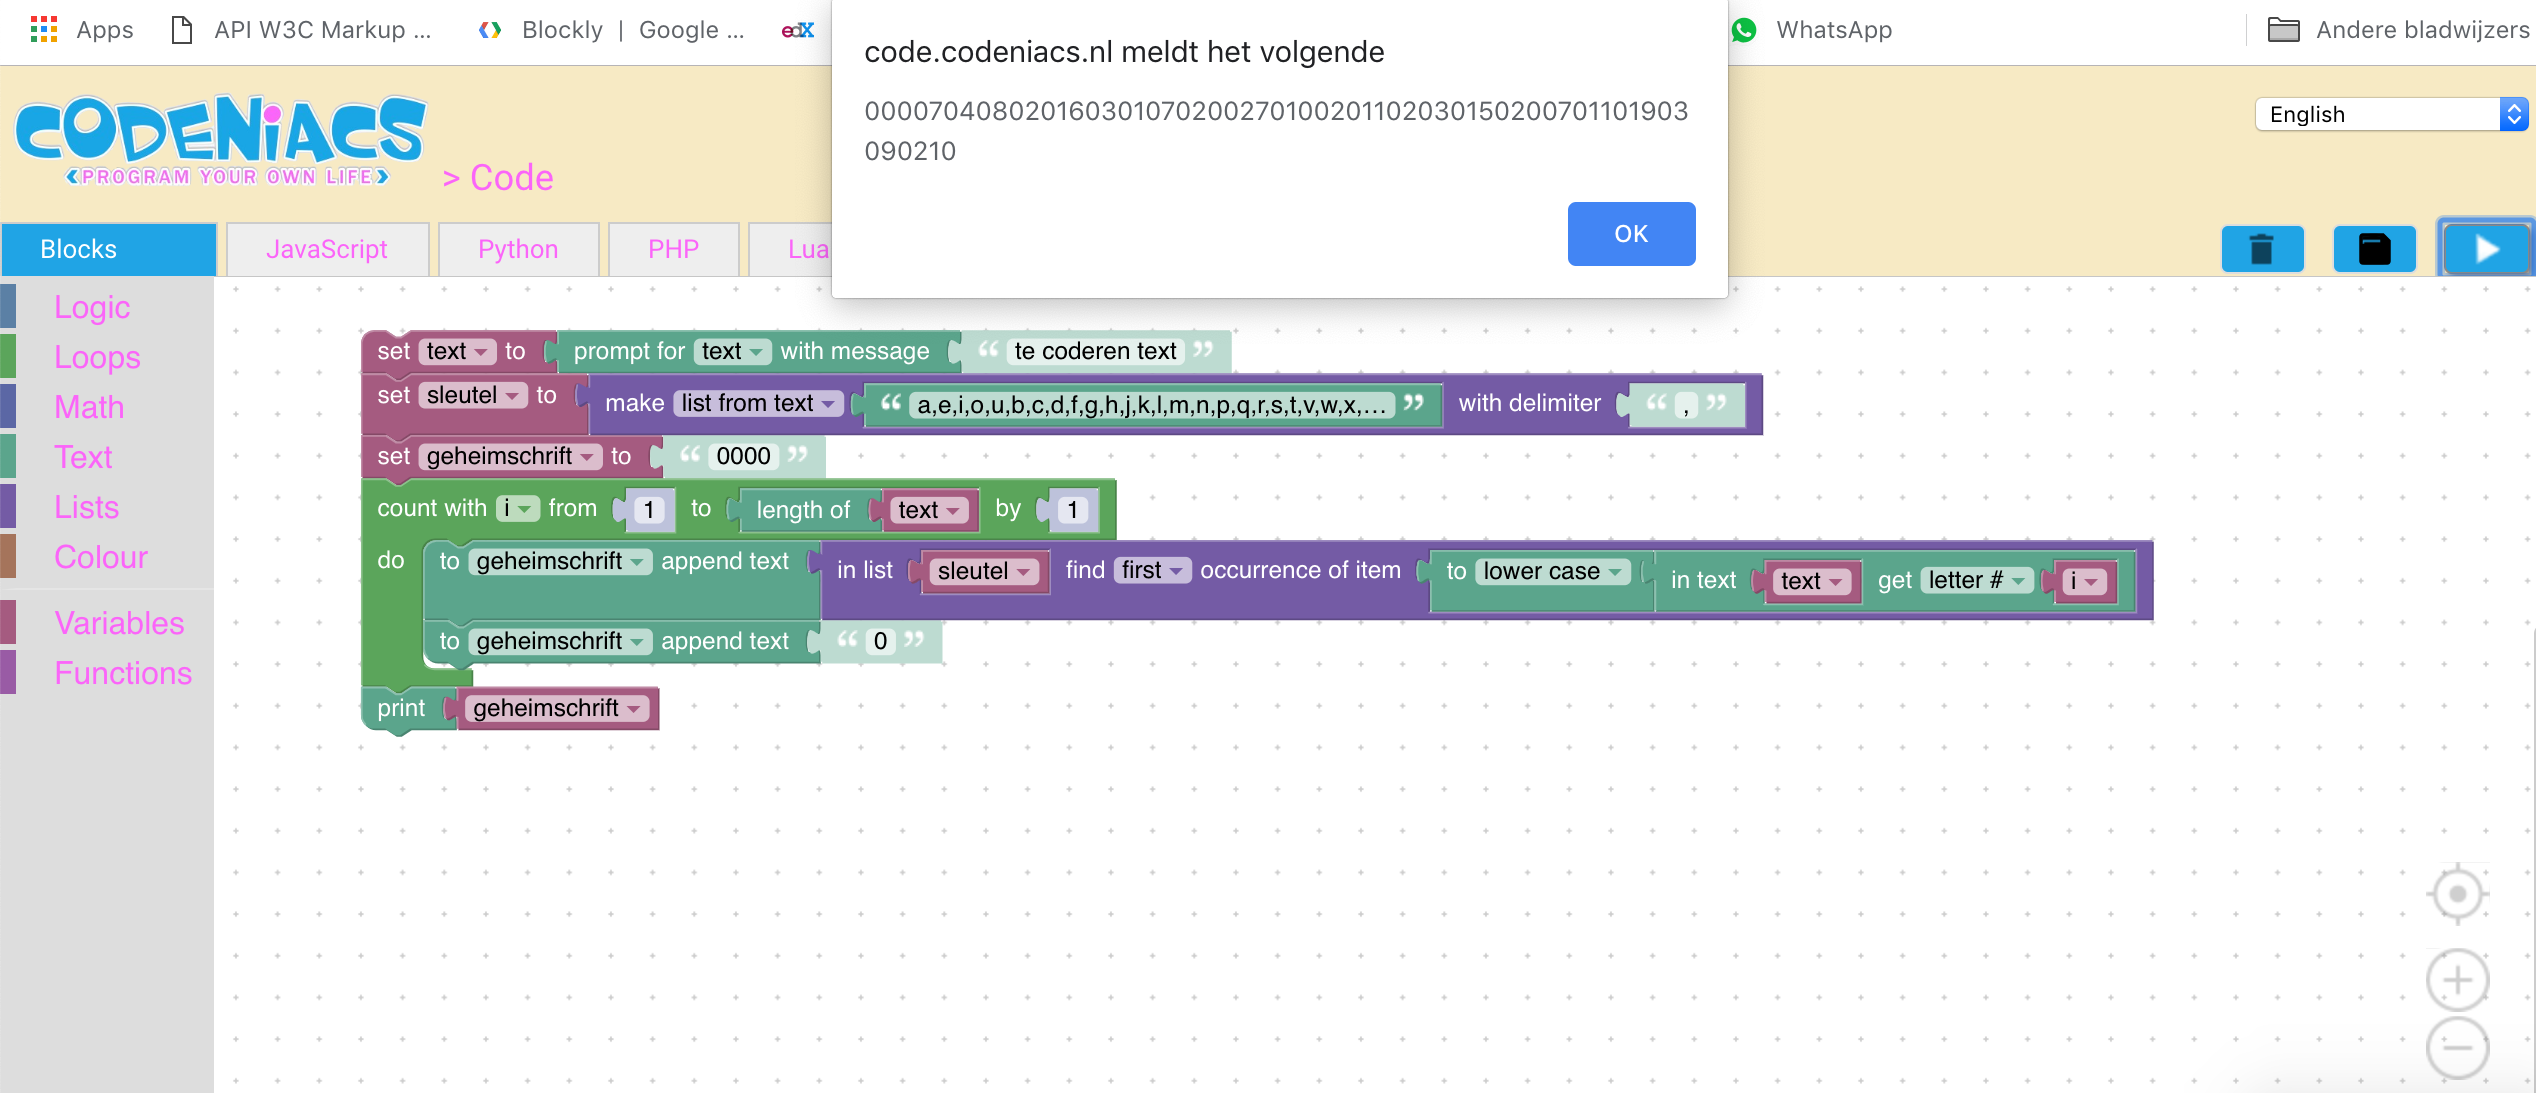 Apps
API W3C Markup ...
Blockly | Google ...
edX
WhatsApp
Andere bladwijzers
code.codeniacs.nl meldt het volgende
000070408020160301070200270100201102030150200701101903
090210
OK
CODENiACS
<PROGRAM YOUR OWN LIFE>
> Code
English
Blocks
JavaScript
Python
PHP
Lua
Logic
Loops
Math
Text
Lists
Colour
Variables
Functions
set text to prompt for text with message “ te coderen text ”
set sleutel to make list from text “ a,e,i,o,u,b,c,d,f,g,h,j,k,l,m,n,p,q,r,s,t,v,w,x,... ” with delimiter “ , ”
set geheimschrift to “ 0000 ”
count with i from 1 to length of text by 1
do to geheimschrift append text in list sleutel find first occurrence of item to lower case in text text get letter # i
to geheimschrift append text “ 0 ”
print geheimschrift